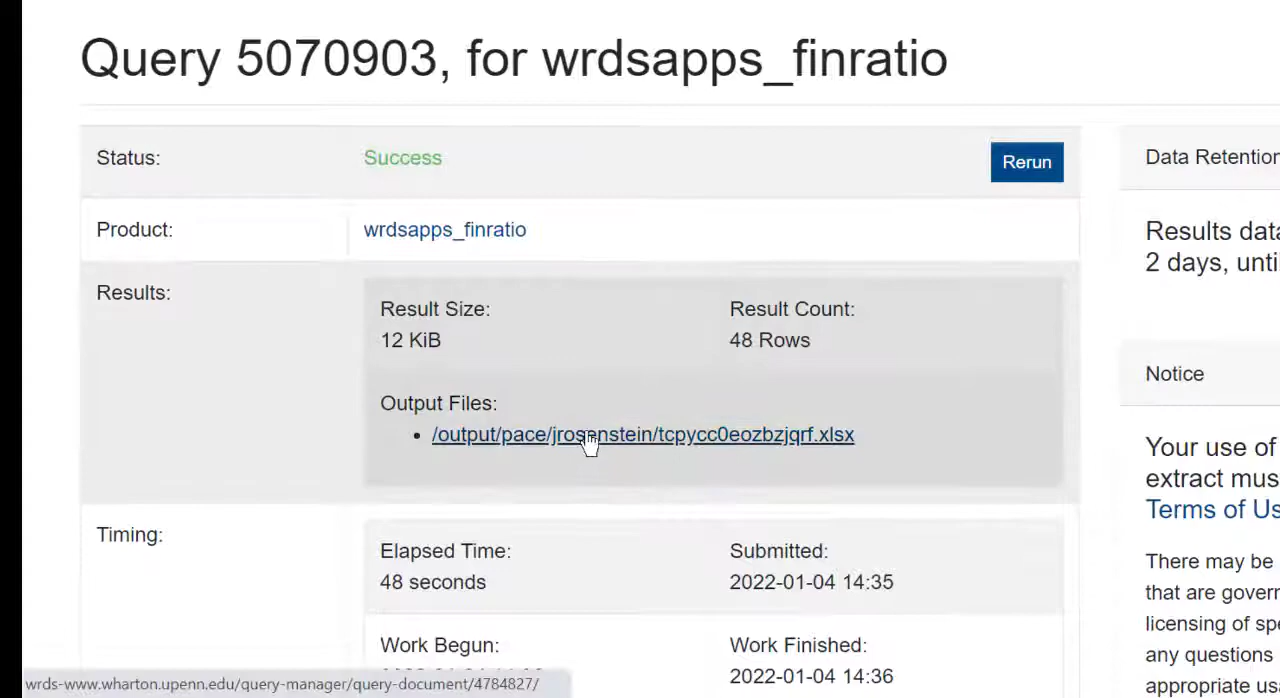 Query 5070903, for wrdsapps_finratio
Status:
Success
Rerun
Product:
wrdsapps_finratio
Results:
Result Size:
12 KiB
Result Count:
48 Rows
Output Files:
• /output/pace/jrosenstein/tcpycc0eozbzjqrf.xlsx
Timing:
Elapsed Time:
48 seconds
Submitted:
2022-01-04 14:35
Work Begun:
Work Finished:
2022-01-04 14:36
Data Retention
Results data
2 days, until
Notice
Your use of
extract mus
Terms of Us
There may be
that are govern
licensing of spe
any questions
appropriate us
wrds-www.wharton.upenn.edu/query-manager/query-document/4784827/